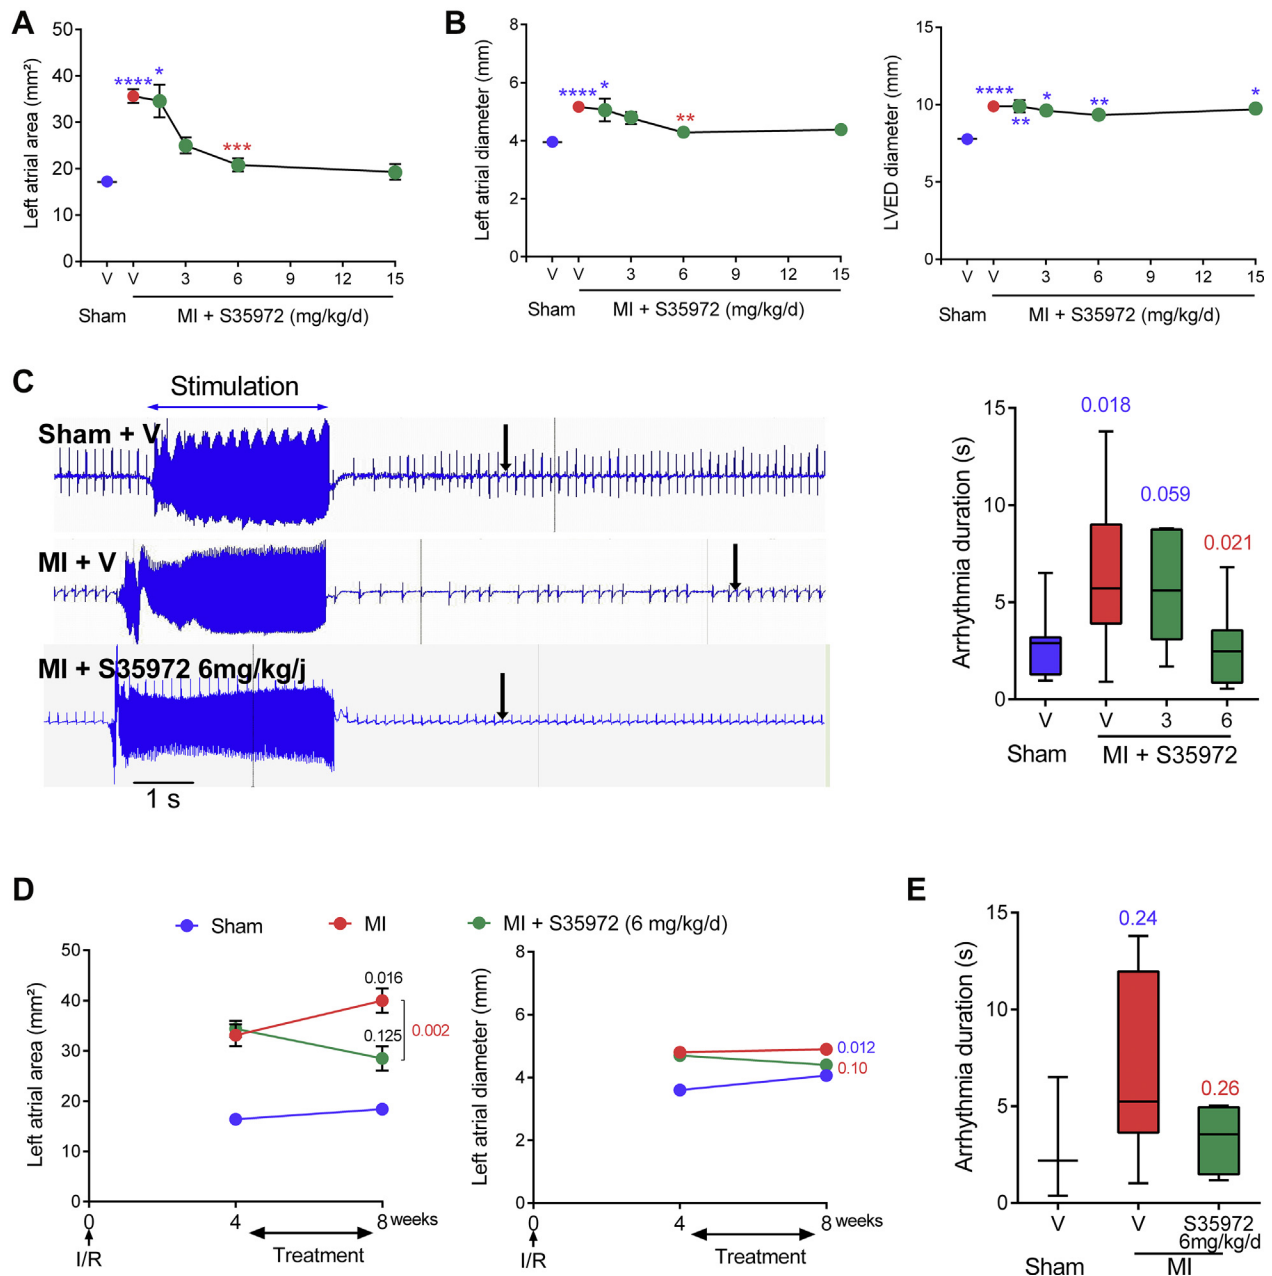 A
Left atrial area (mm²)
50
40
30
20
10
0
****
*
***
V
V
3
6
9
12
15
Sham
MI + S35972 (mg/kg/d)
B
Left atrial diameter (mm)
8
6
4
2
0
****
*
**
V
V
3
6
9
12
15
Sham
MI + S35972 (mg/kg/d)
LVED diameter (mm)
15
10
5
0
****
**
*
**
*
V
V
3
6
9
12
15
Sham
MI + S35972 (mg/kg/d)
C
Stimulation
Sham + V
MI + V
MI + S35972 6mg/kg/j
1 s
Arrhythmia duration (s)
15
10
5
0
0.018
0.059
0.021
V
V
3
6
Sham
MI + S35972
D
Sham
MI
MI + S35972 (6 mg/kg/d)
Left atrial area (mm²)
50
40
30
20
10
0
0.016
0.125
0.002
0
4
8 weeks
I/R
Treatment
Left atrial diameter (mm)
8
6
4
2
0
0.012
0.10
0
4
8 weeks
I/R
Treatment
E
Arrhythmia duration (s)
15
10
5
0
0.24
0.26
V
V
S35972
6mg/kg/d
Sham
MI